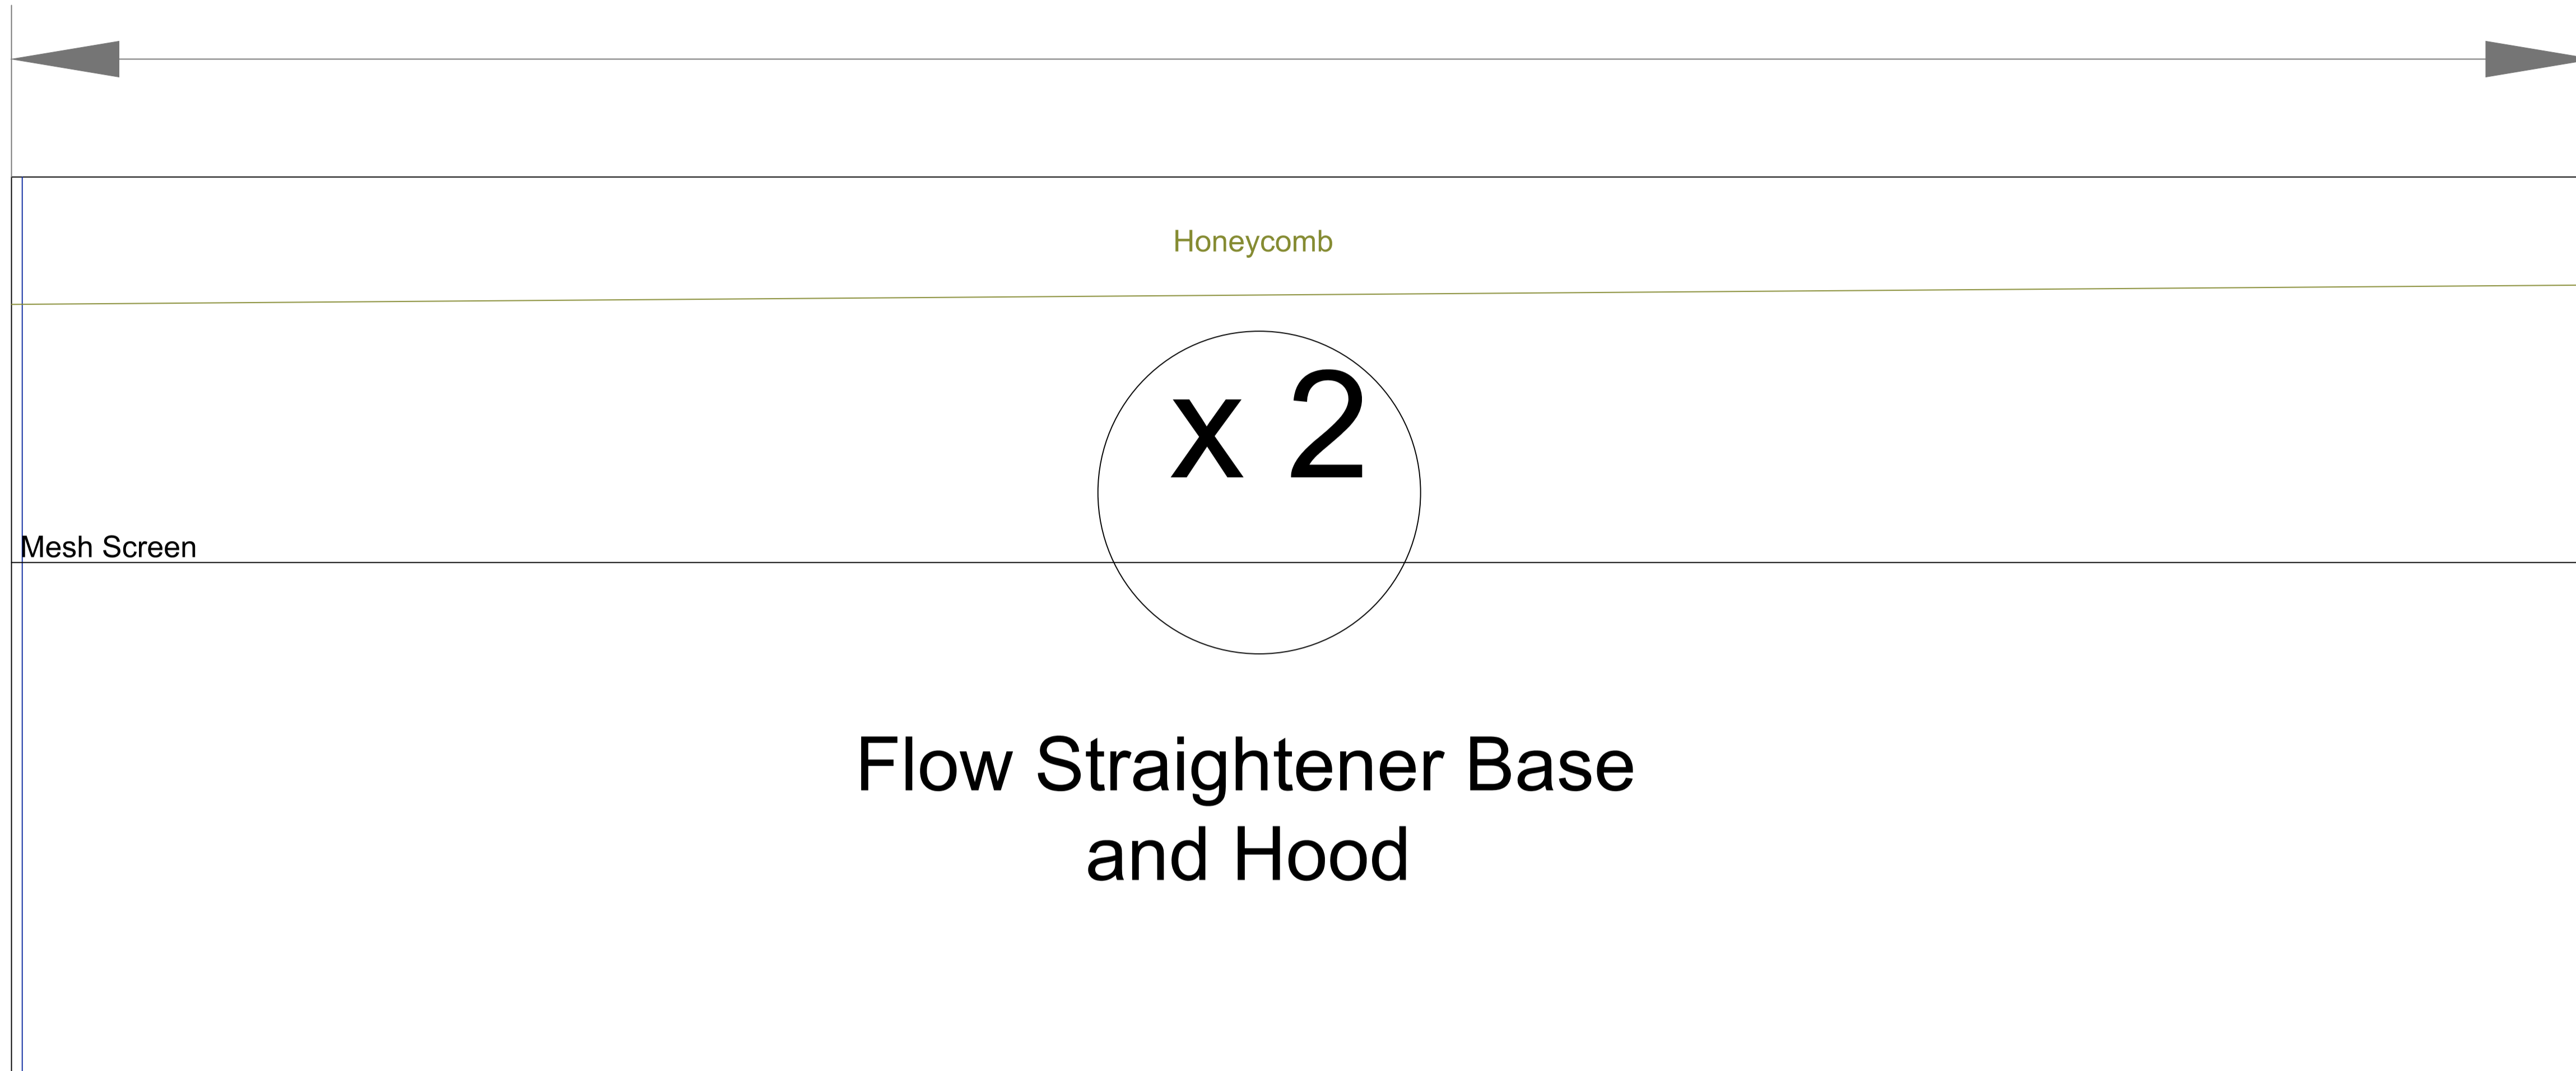 Honeycomb
x 2
Mesh Screen
Flow Straightener Base
and Hood